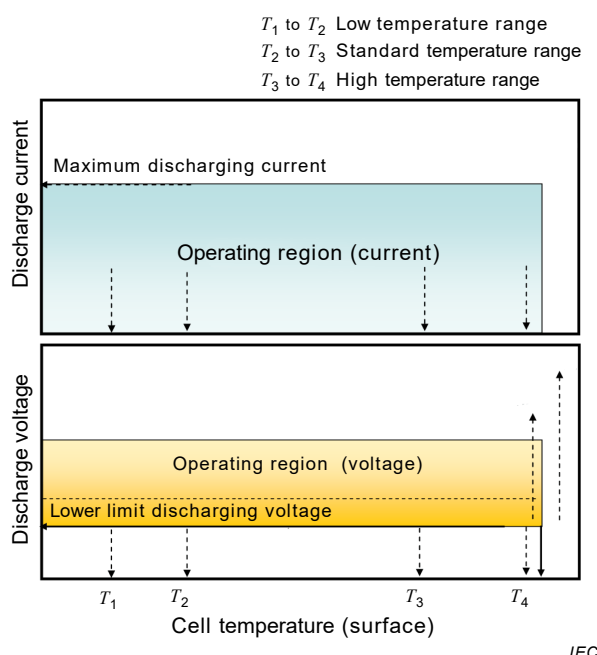 T1 to T2 Low temperature range
T2 to T3 Standard temperature range
T3 to T4 High temperature range
Discharge current
Maximum discharging current
Operating region (current)
Discharge voltage
Operating region (voltage)
Lower limit discharging voltage
T1 T2 T3 T4
Cell temperature (surface)
IEC